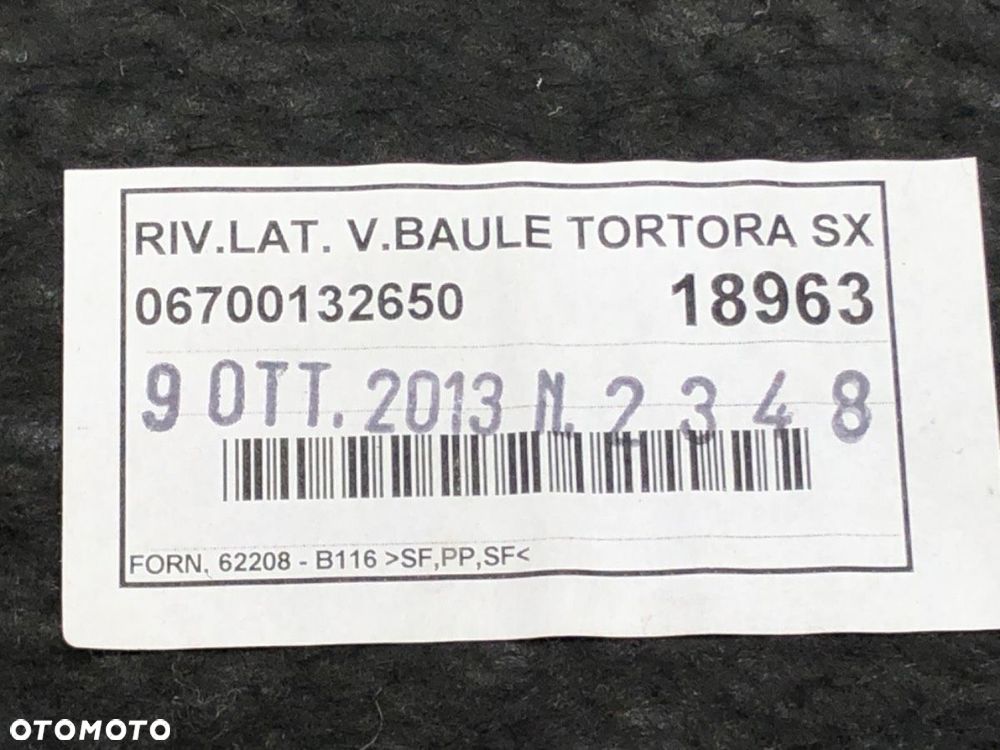 RIV.LAT. V.BAULE TORTORA SX
06700132650 18963
9 OTT. 2013 N. 2 3 4 8
FORN. 62208 - B116 >SF,PP,SF<
OTOMOTO